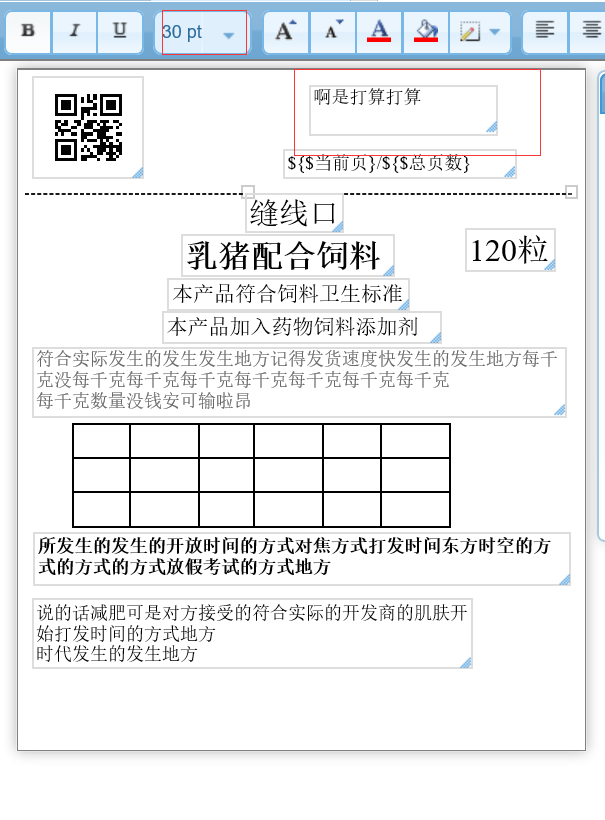 B I U 30 pt A A A
啊是打算打算
${$当前页}/${$总页数}
缝线口
乳猪配合饲料
120粒
本产品符合饲料卫生标准
本产品加入药物饲料添加剂
符合实际发生的发生发生地方记得发货速度快发生的发生地方每千
克没每千克每千克每千克每千克每千克每千克每千克
每千克数量没钱安可输啦昂
所发生的发生的开放时间的方式对焦方式打发时间东方时空的方
式的方式的方式放假考试的方式地方
说的话减肥可是对方接受的符合实际的开发商的肌肤开
始打发时间的方式地方
时代发生的发生地方